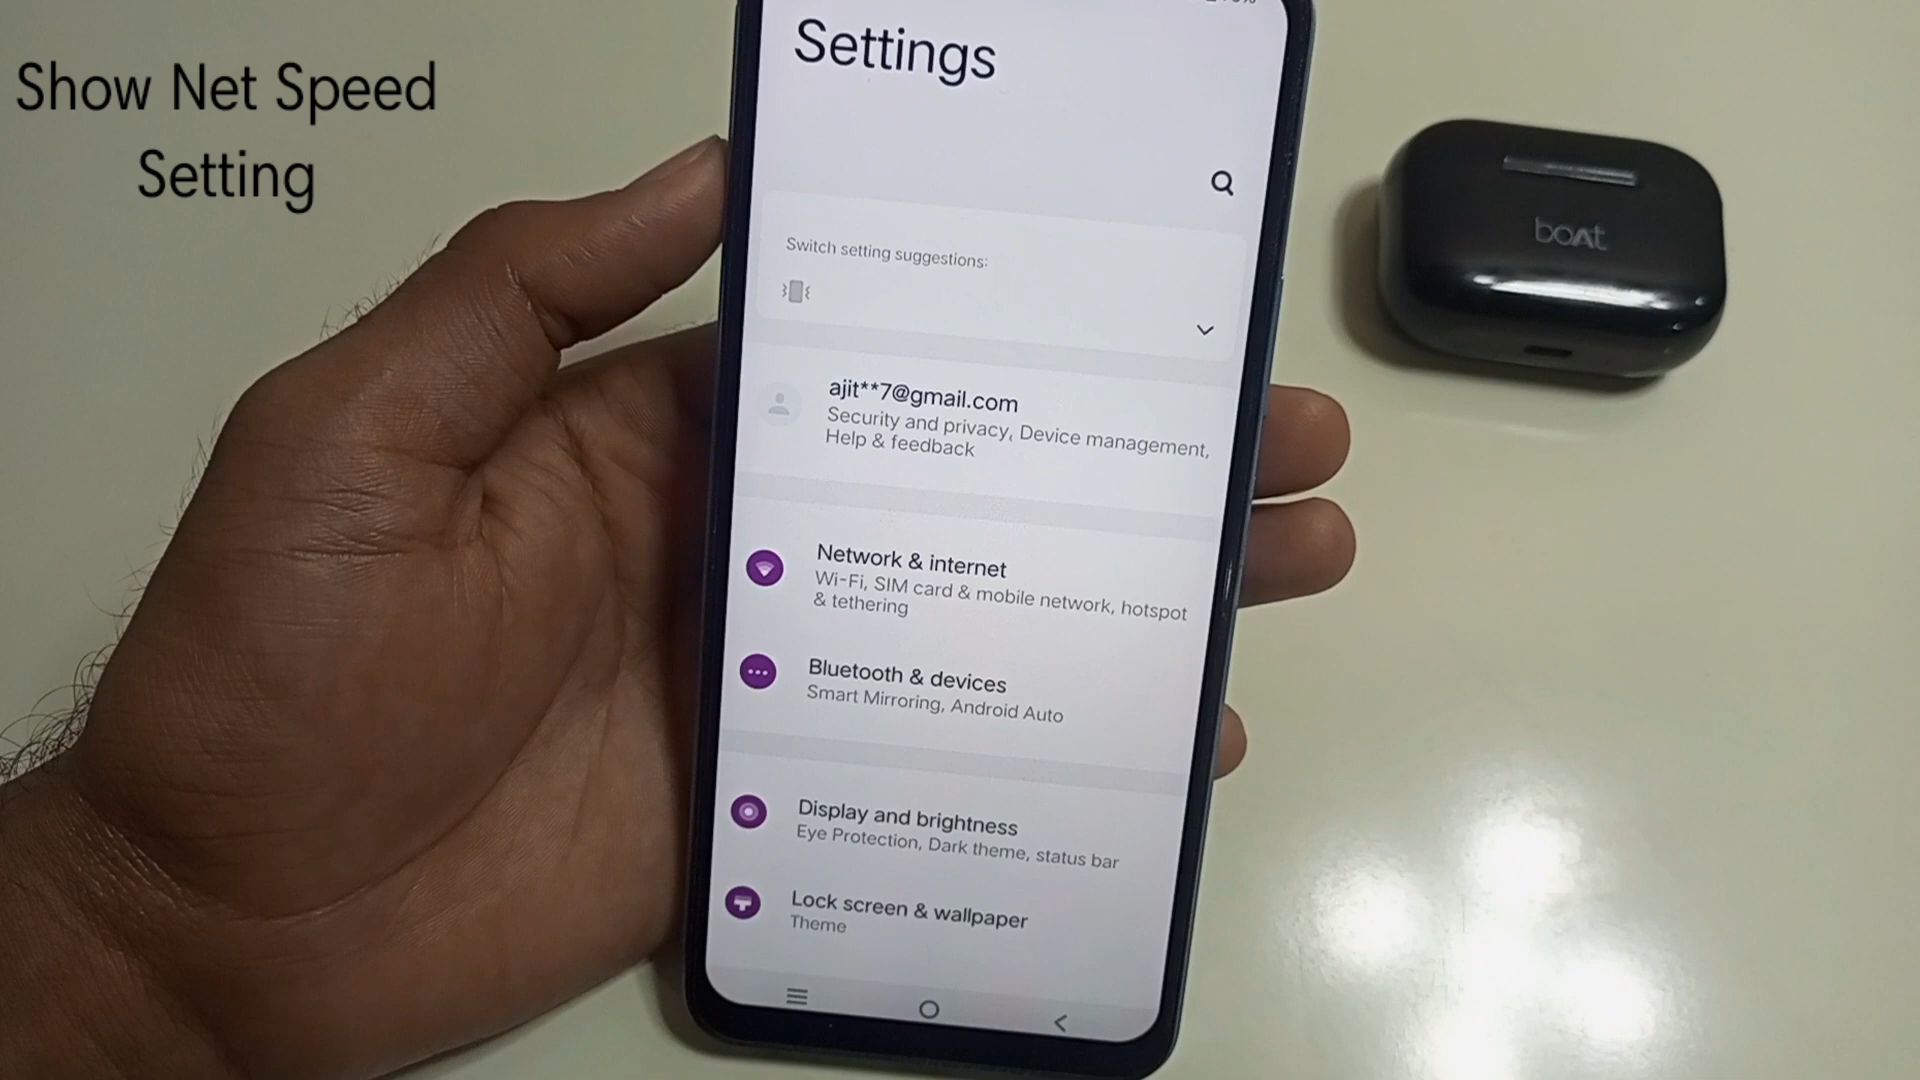 Show Net Speed
Setting
Settings
Switch setting suggestions:
ajit**7@gmail.com
Security and privacy, Device management,
Help & feedback
Network & internet
Wi-Fi, SIM card & mobile network, hotspot
& tethering
Bluetooth & devices
Smart Mirroring, Android Auto
Display and brightness
Eye Protection, Dark theme, status bar
Lock screen & wallpaper
Theme
boAt